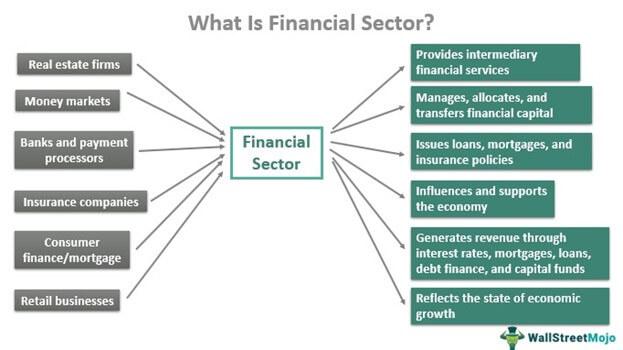 What Is Financial Sector?
Real estate firms
Money markets
Banks and payment
processors
Insurance companies
Consumer
finance/mortgage
Retail businesses
Financial
Sector
Provides intermediary
financial services
Manages, allocates, and
transfers financial capital
Issues loans, mortgages, and
insurance policies
Influences and supports
the economy
Generates revenue through
interest rates, mortgages, loans,
debt finance, and capital funds
Reflects the state of economic
growth
WallStreetMojo